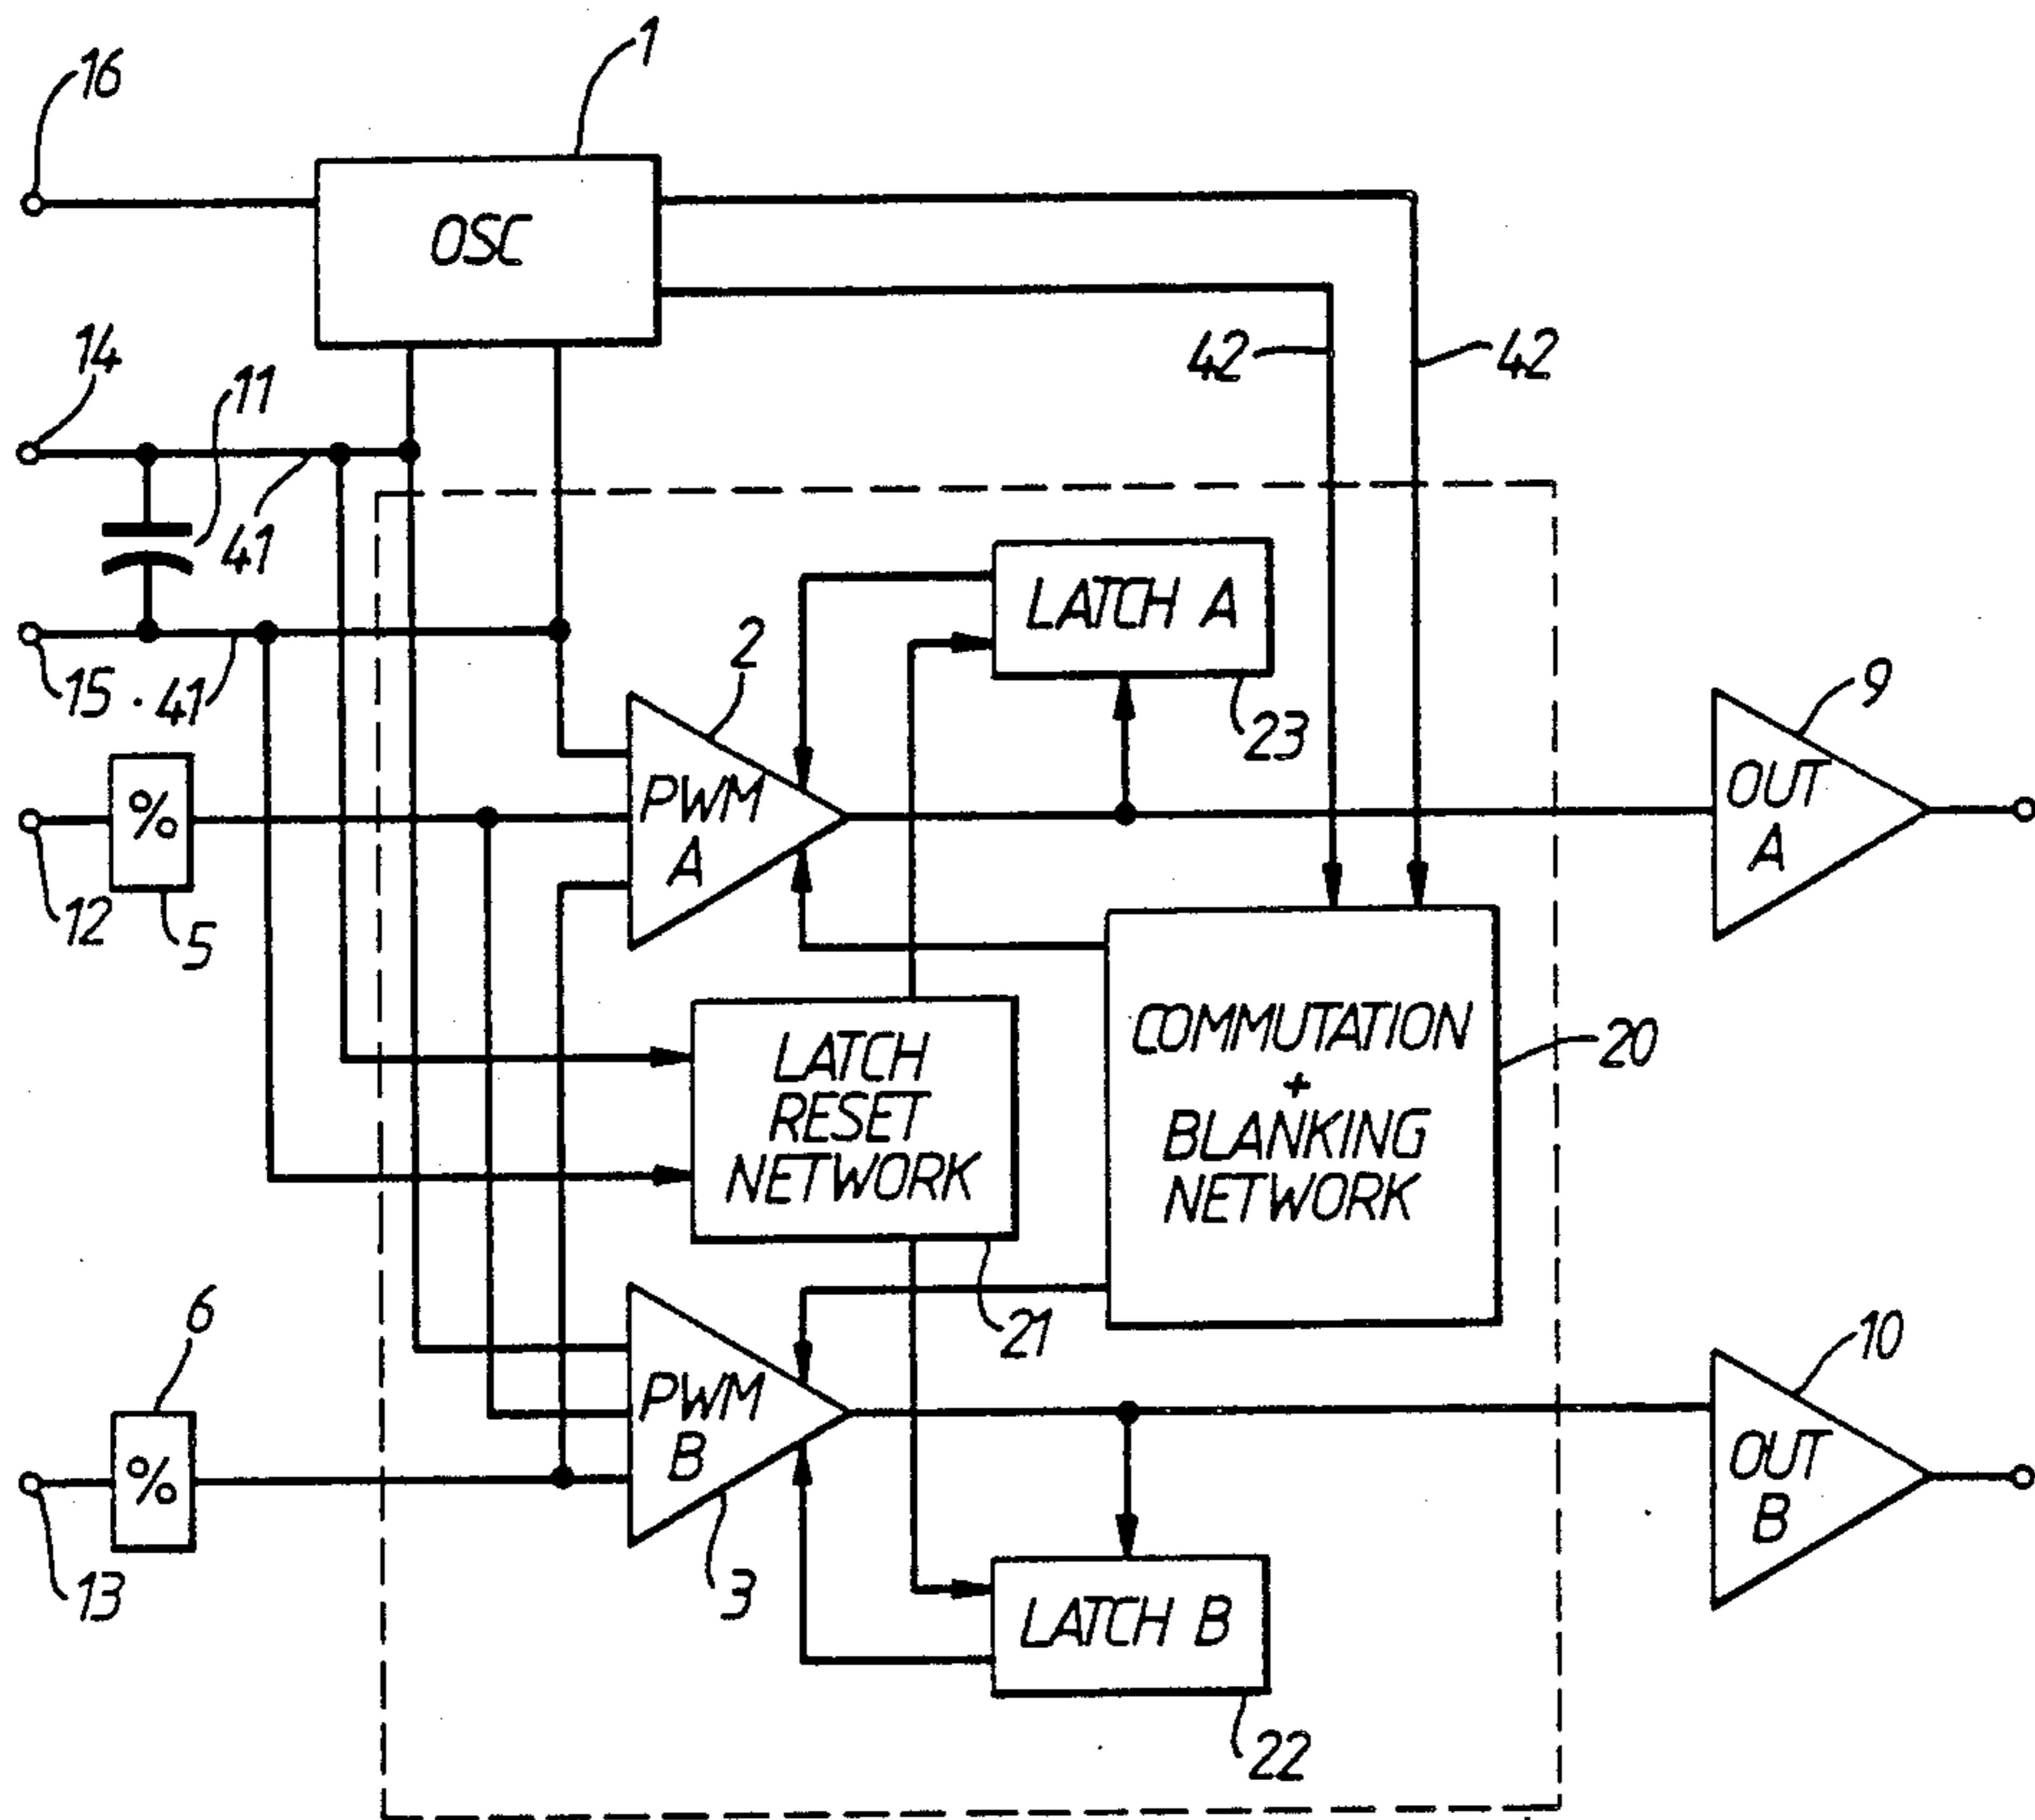 1
16
OSC
14
11
42
42
41
LATCH A
2
15 · 41
23
9
PWM
A
OUT
A
%
12
5
COMMUTATION
+
BLANKING
NETWORK
20
LATCH
RESET
NETWORK
21
6
10
PWM
B
OUT
B
%
13
3
LATCH B
22